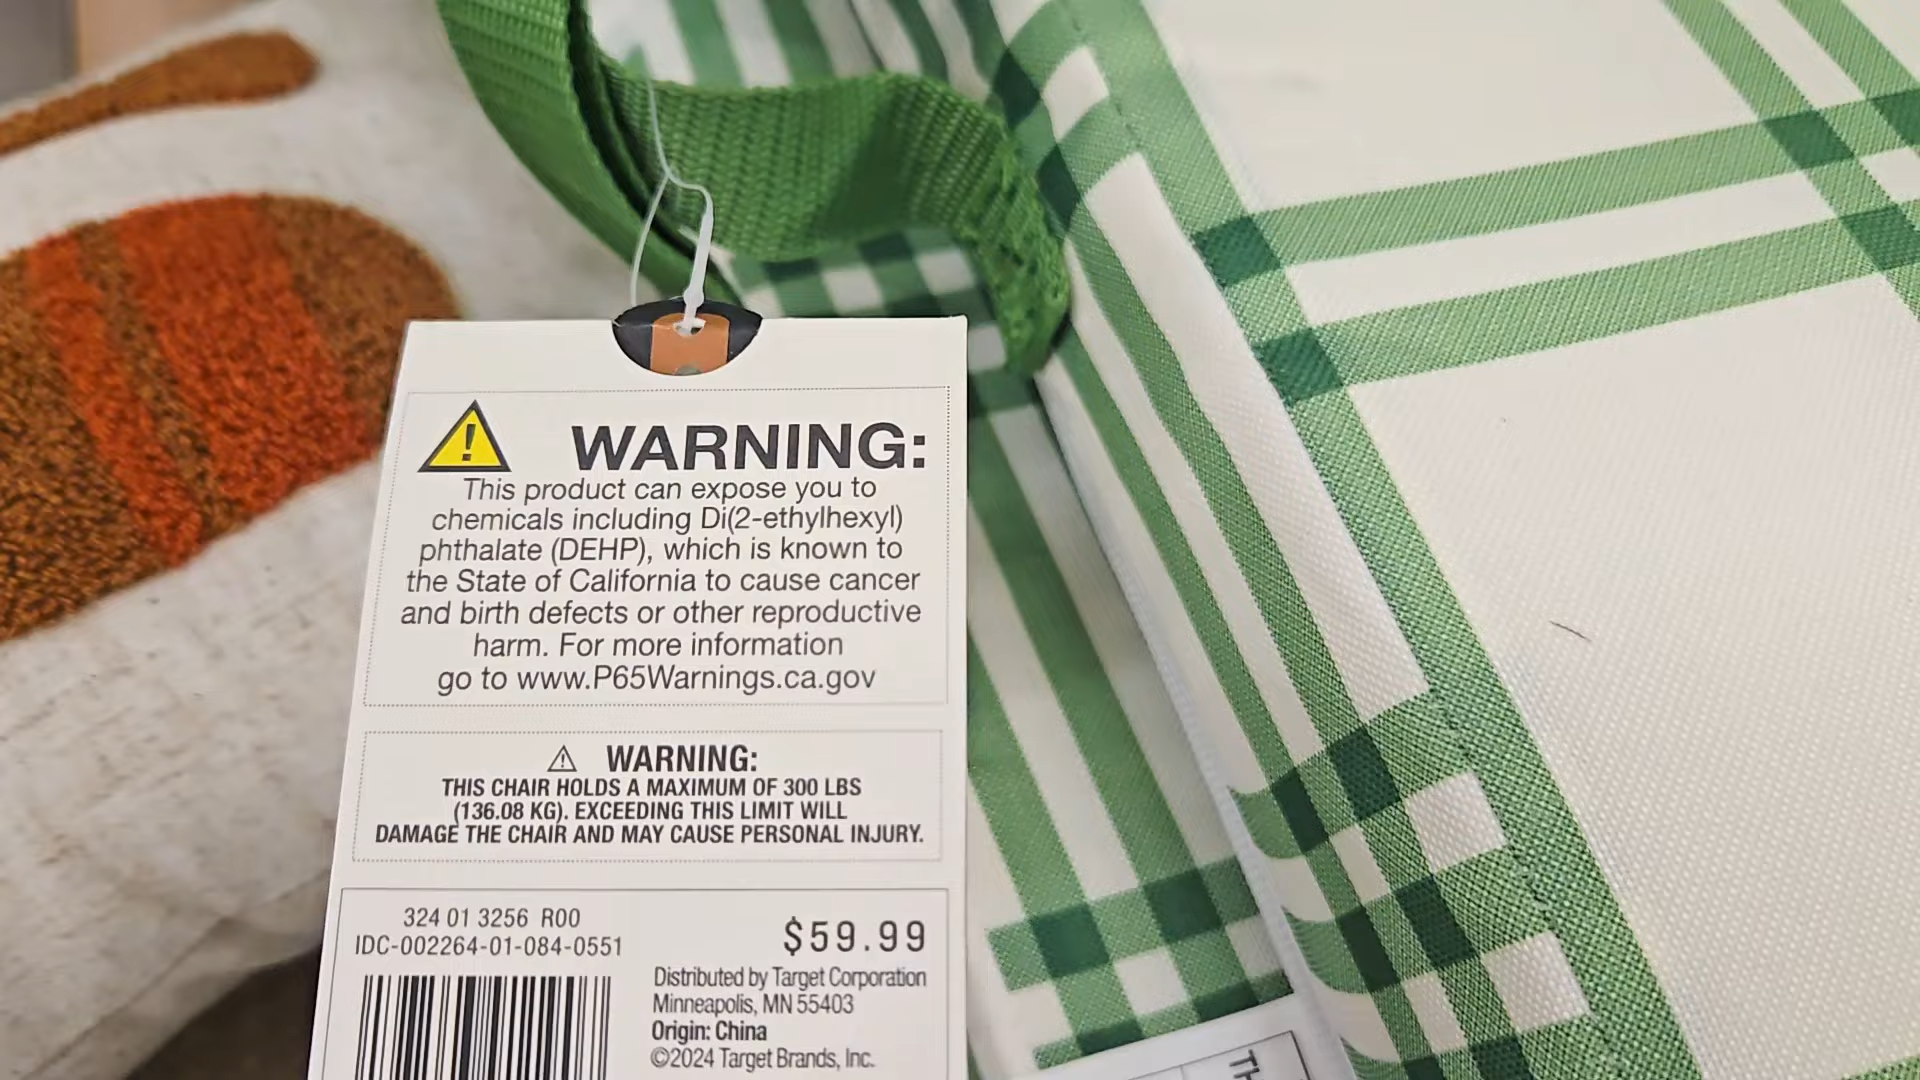 WARNING:
This product can expose you to
chemicals including Di(2-ethylhexyl)
phthalate (DEHP), which is known to
the State of California to cause cancer
and birth defects or other reproductive
harm. For more information
go to www.P65Warnings.ca.gov
WARNING:
THIS CHAIR HOLDS A MAXIMUM OF 300 LBS
(136.08 KG). EXCEEDING THIS LIMIT WILL
DAMAGE THE CHAIR AND MAY CAUSE PERSONAL INJURY.
324 01 3256 R00
IDC-002264-01-084-0551
$59.99
Distributed by Target Corporation
Minneapolis, MN 55403
Origin: China
©2024 Target Brands, Inc.